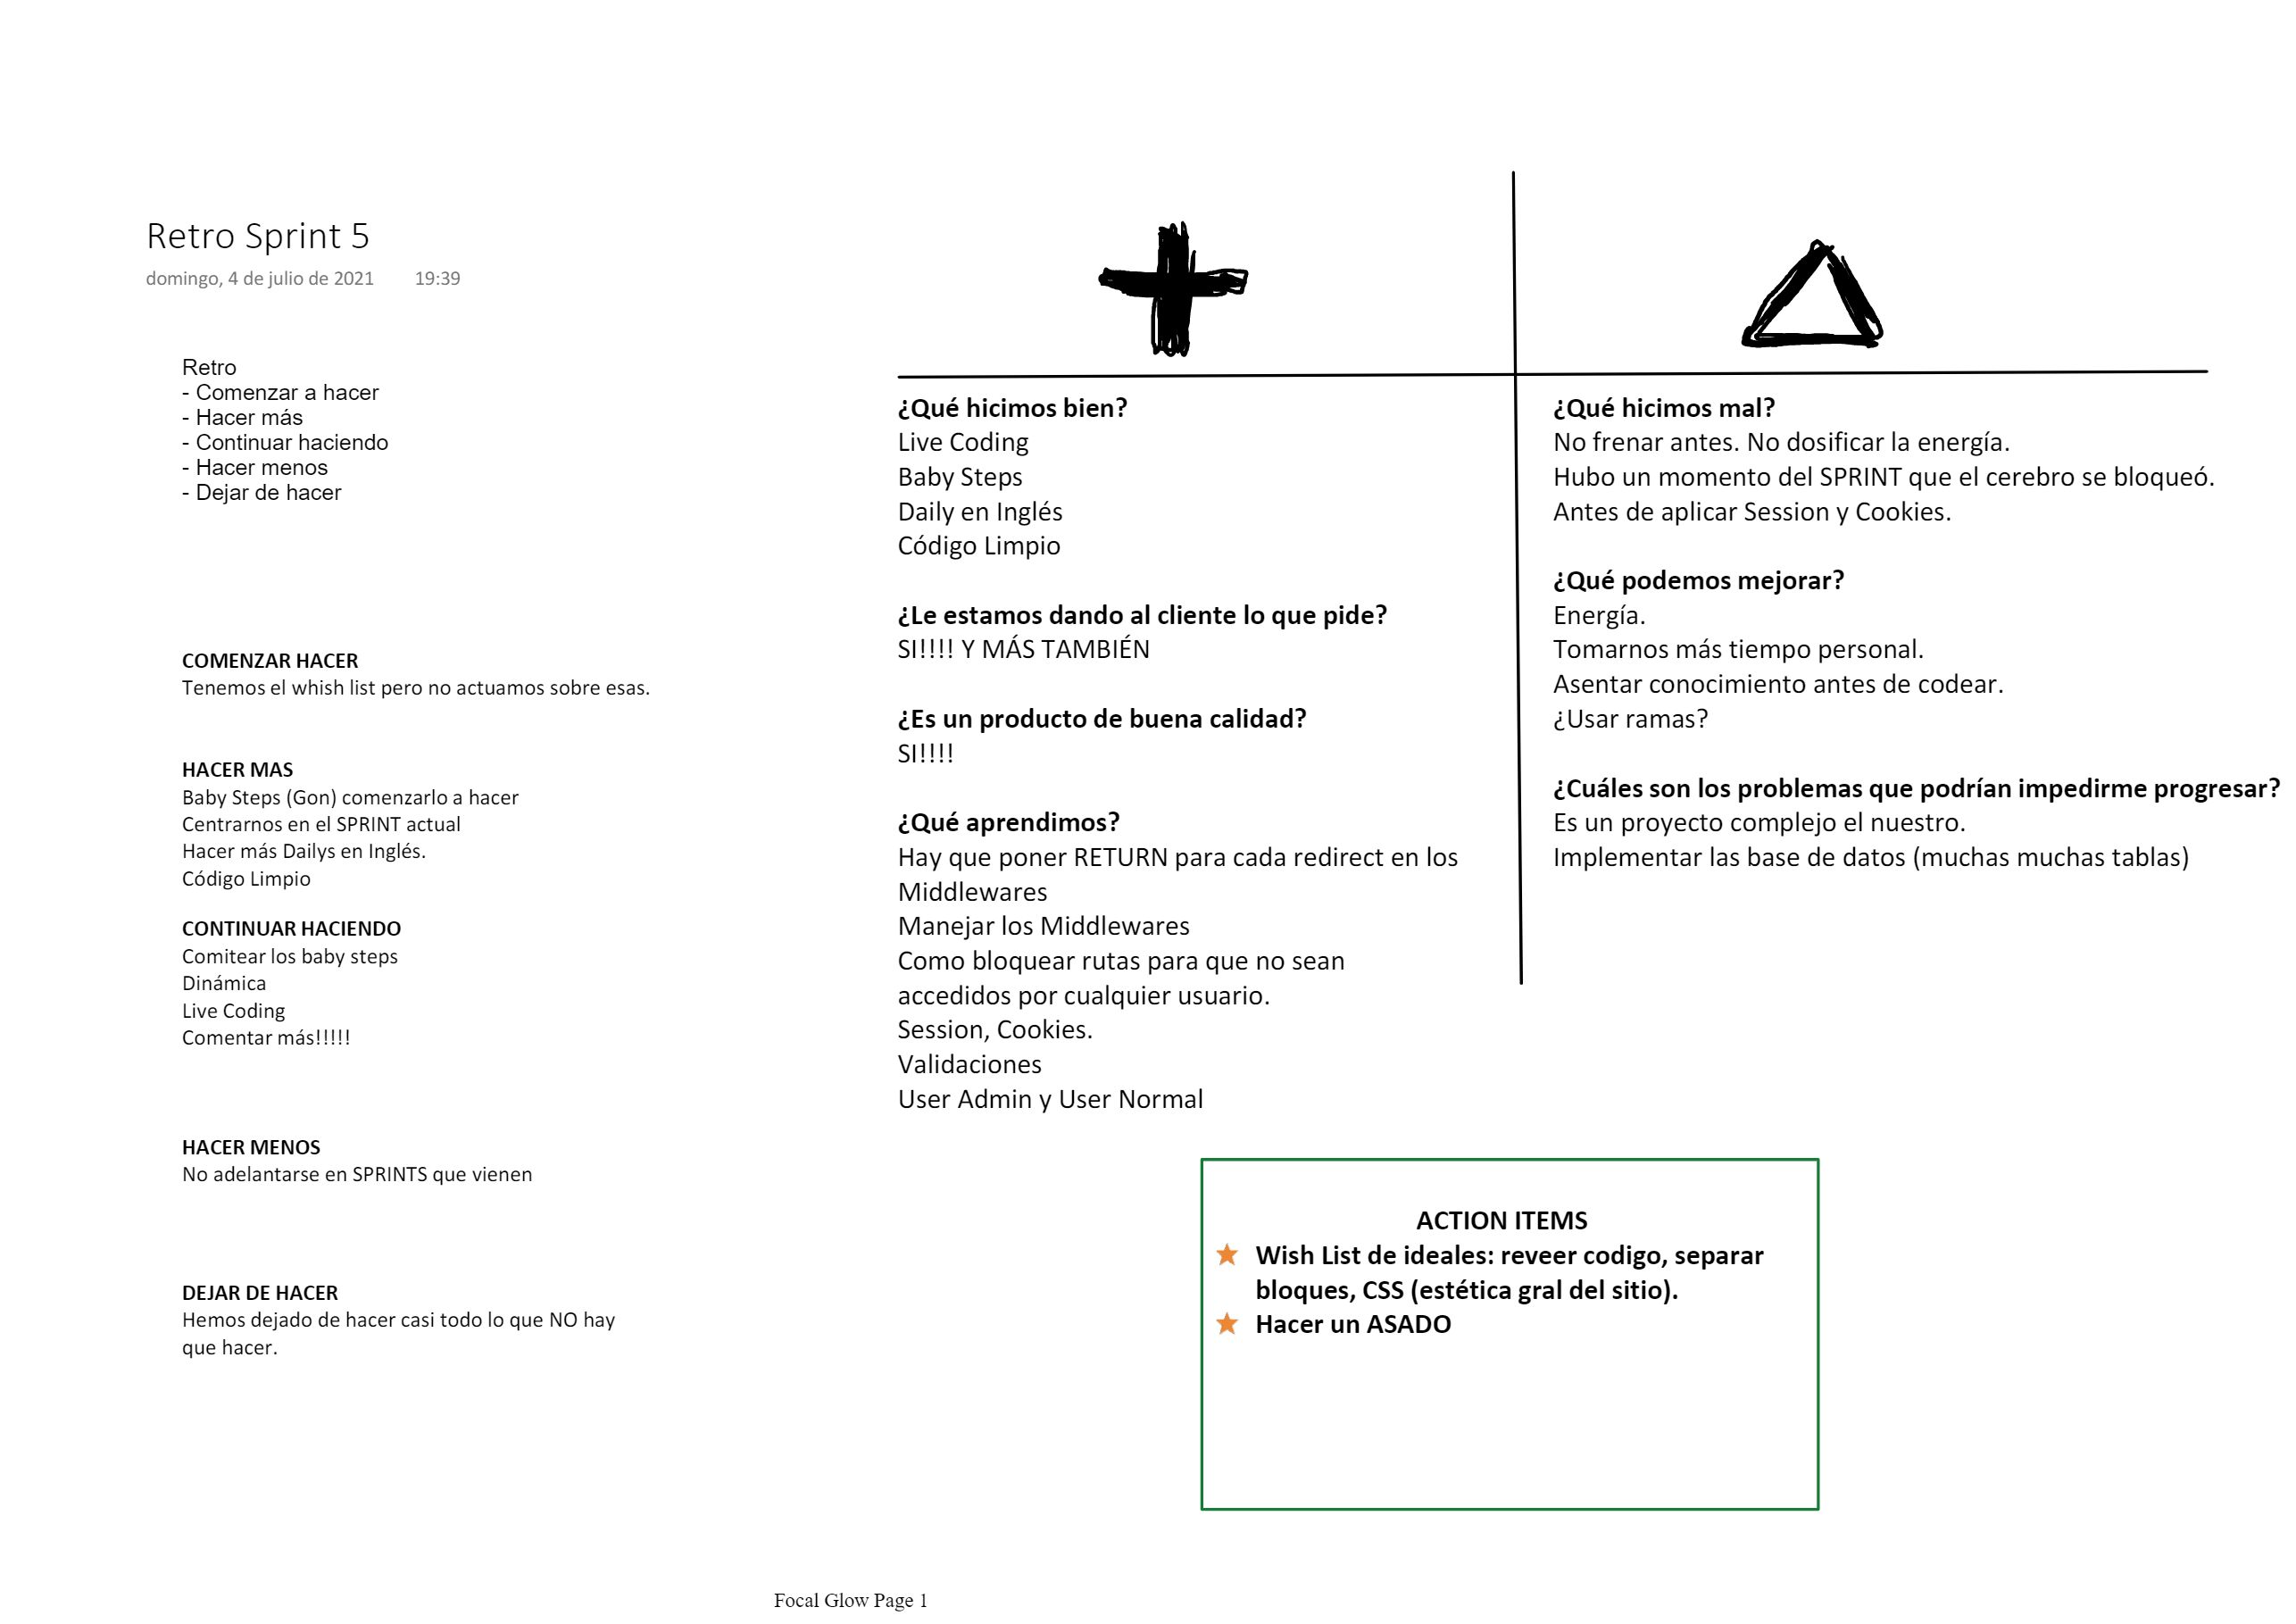 Retro Sprint 5
domingo, 4 de julio de 2021 19:39
Retro
- Comenzar a hacer
- Hacer más
- Continuar haciendo
- Hacer menos
- Dejar de hacer
COMENZAR HACER
Tenemos el whish list pero no actuamos sobre esas.
HACER MAS
Baby Steps (Gon) comenzarlo a hacer
Centrarnos en el SPRINT actual
Hacer más Dailys en Inglés.
Código Limpio
CONTINUAR HACIENDO
Comitear los baby steps
Dinámica
Live Coding
Comentar más!!!!!
HACER MENOS
No adelantarse en SPRINTS que vienen
DEJAR DE HACER
Hemos dejado de hacer casi todo lo que NO hay
que hacer.
¿Qué hicimos bien?
Live Coding
Baby Steps
Daily en Inglés
Código Limpio
¿Le estamos dando al cliente lo que pide?
SI!!!! Y MÁS TAMBIÉN
¿Es un producto de buena calidad?
SI!!!!
¿Qué aprendimos?
Hay que poner RETURN para cada redirect en los
Middlewares
Manejar los Middlewares
Como bloquear rutas para que no sean
accedidos por cualquier usuario.
Session, Cookies.
Validaciones
User Admin y User Normal
¿Qué hicimos mal?
No frenar antes. No dosificar la energía.
Hubo un momento del SPRINT que el cerebro se bloqueó.
Antes de aplicar Session y Cookies.
¿Qué podemos mejorar?
Energía.
Tomarnos más tiempo personal.
Asentar conocimiento antes de codear.
¿Usar ramas?
¿Cuáles son los problemas que podrían impedirme progresar?
Es un proyecto complejo el nuestro.
Implementar las base de datos (muchas muchas tablas)
ACTION ITEMS
Wish List de ideales: reveer codigo, separar
bloques, CSS (estética gral del sitio).
Hacer un ASADO
Focal Glow Page 1